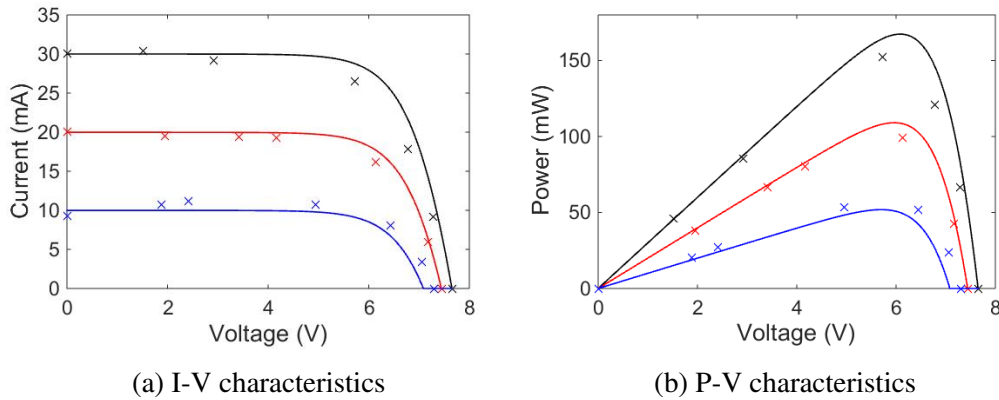 35
30
25
20
15
10
5
0
0 2 4 6 8
Current (mA)
Voltage (V)
(a) I-V characteristics
150
100
50
0
0 2 4 6 8
Power (mW)
Voltage (V)
(b) P-V characteristics